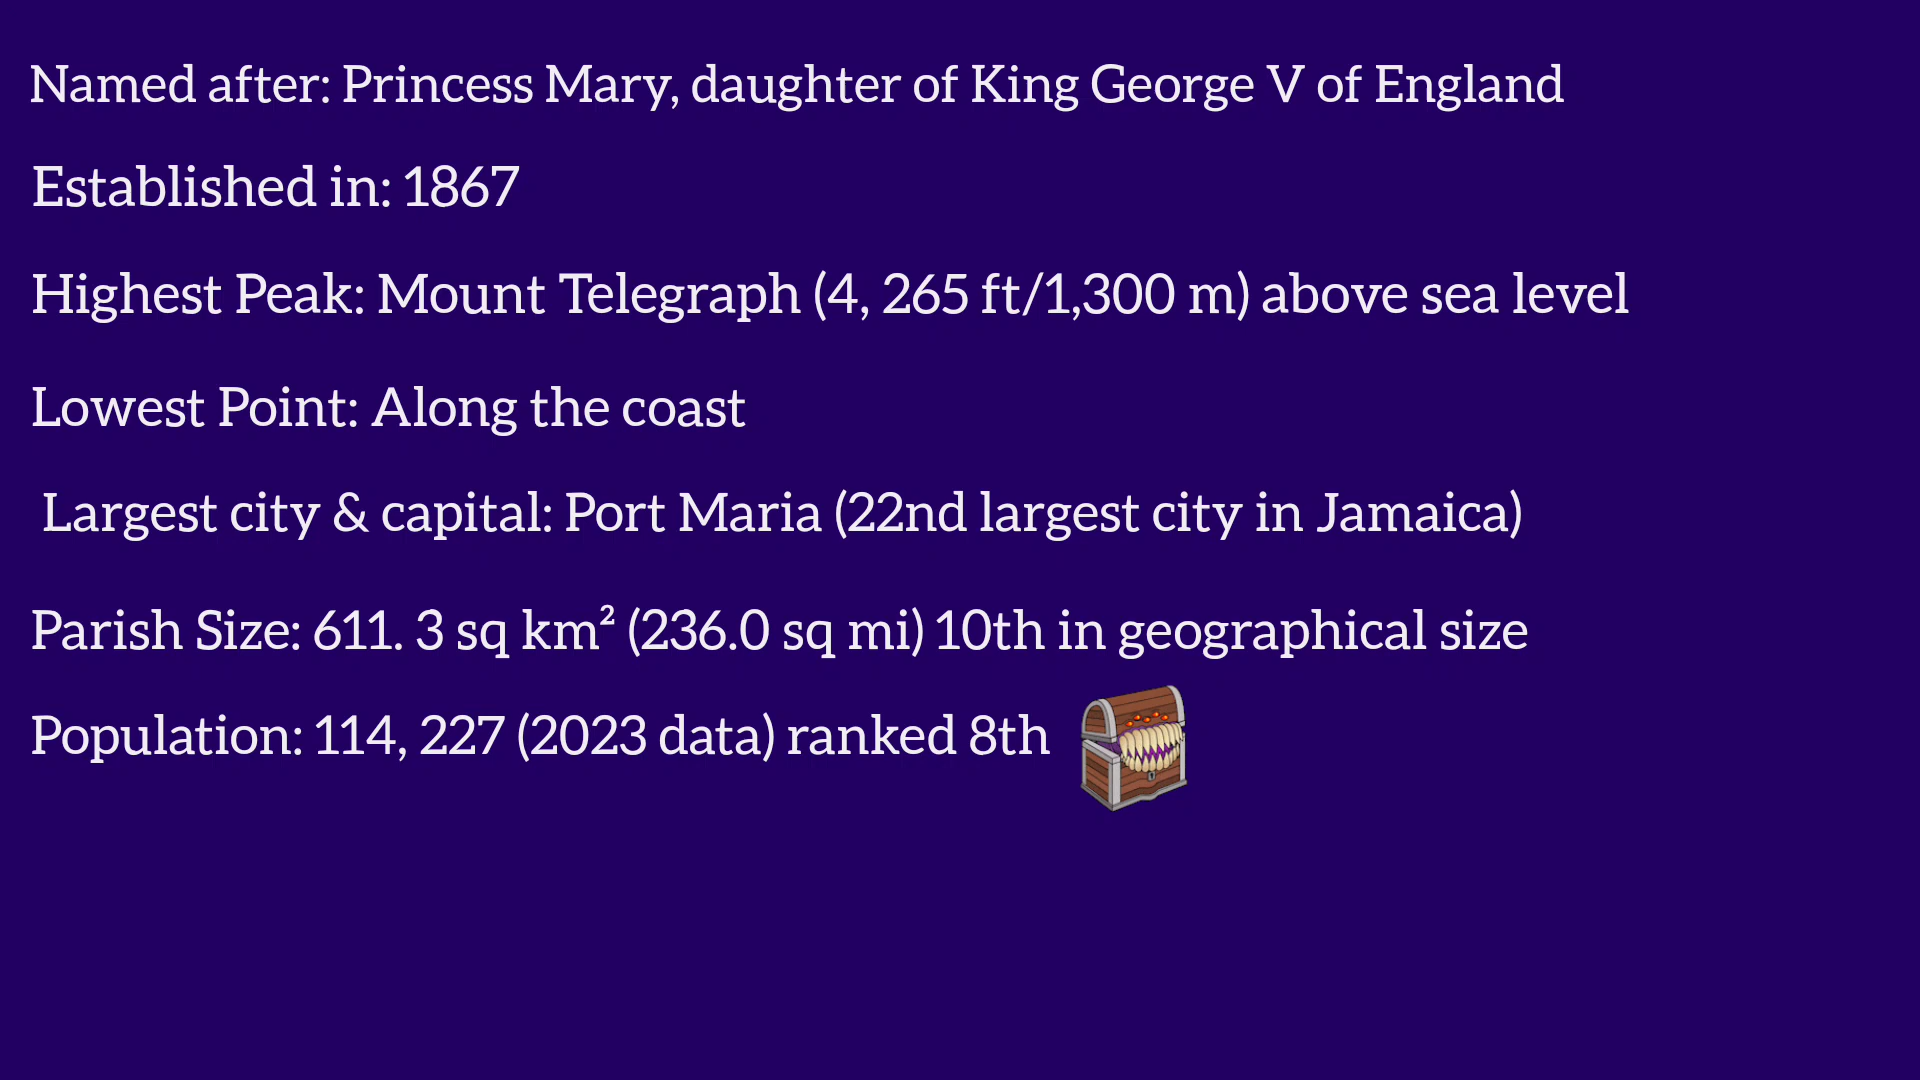 Named after: Princess Mary, daughter of King George V of England
Established in: 1867
Highest Peak: Mount Telegraph (4, 265 ft/1,300 m) above sea level
Lowest Point: Along the coast
Largest city & capital: Port Maria (22nd largest city in Jamaica)
Parish Size: 611. 3 sq km² (236.0 sq mi) 10th in geographical size
Population: 114, 227 (2023 data) ranked 8th